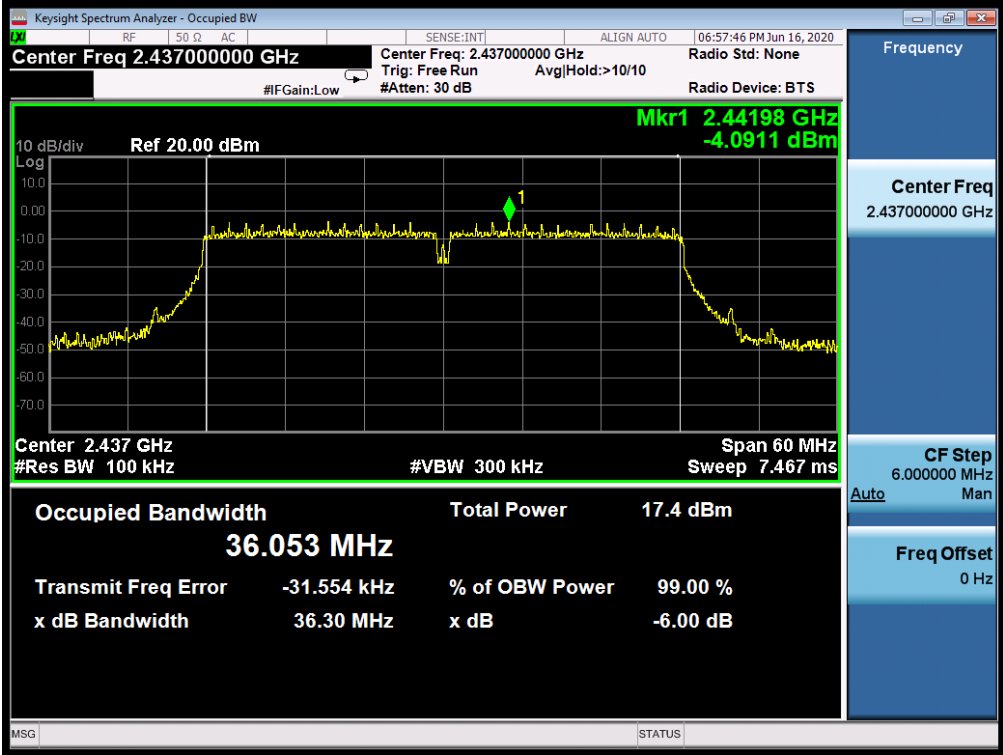 Keysight Spectrum Analyzer - Occupied BW
LXI RF 50 Ω AC SENSE:INT ALIGN AUTO 06:57:46 PM Jun 16, 2020
Center Freq 2.437000000 GHz
Center Freq: 2.437000000 GHz Radio Std: None
Trig: Free Run Avg|Hold:>10/10
#IFGain:Low #Atten: 30 dB Radio Device: BTS
Frequency
Mkr1 2.44198 GHz
-4.0911 dBm
10 dB/div Ref 20.00 dBm
Log
10.0
0.00
-10.0
-20.0
-30.0
-40.0
-50.0
-60.0
-70.0
1
Center 2.437 GHz Span 60 MHz
#Res BW 100 kHz #VBW 300 kHz Sweep 7.467 ms
Occupied Bandwidth Total Power 17.4 dBm
36.053 MHz
Transmit Freq Error -31.554 kHz % of OBW Power 99.00 %
x dB Bandwidth 36.30 MHz x dB -6.00 dB
Center Freq
2.437000000 GHz
CF Step
6.000000 MHz
Auto Man
Freq Offset
0 Hz
MSG STATUS